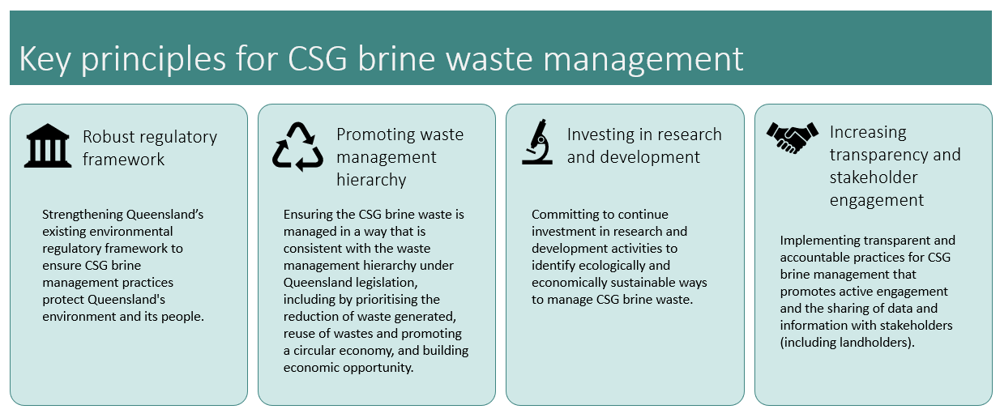 Key principles for CSG brine waste management
Robust regulatory
framework
Strengthening Queensland’s
existing environmental
regulatory framework to
ensure CSG brine
management practices
protect Queensland's
environment and its people.
Promoting waste
management
hierarchy
Ensuring the CSG brine waste is
managed in a way that is
consistent with the waste
management hierarchy under
Queensland legislation,
including by prioritising the
reduction of waste generated,
reuse of wastes and promoting
a circular economy, and building
economic opportunity.
Investing in research
and development
Committing to continue
investment in research and
development activities to
identify ecologically and
economically sustainable ways
to manage CSG brine waste.
Increasing
transparency and
stakeholder
engagement
Implementing transparent and
accountable practices for CSG
brine management that
promotes active engagement
and the sharing of data and
information with stakeholders
(including landholders).